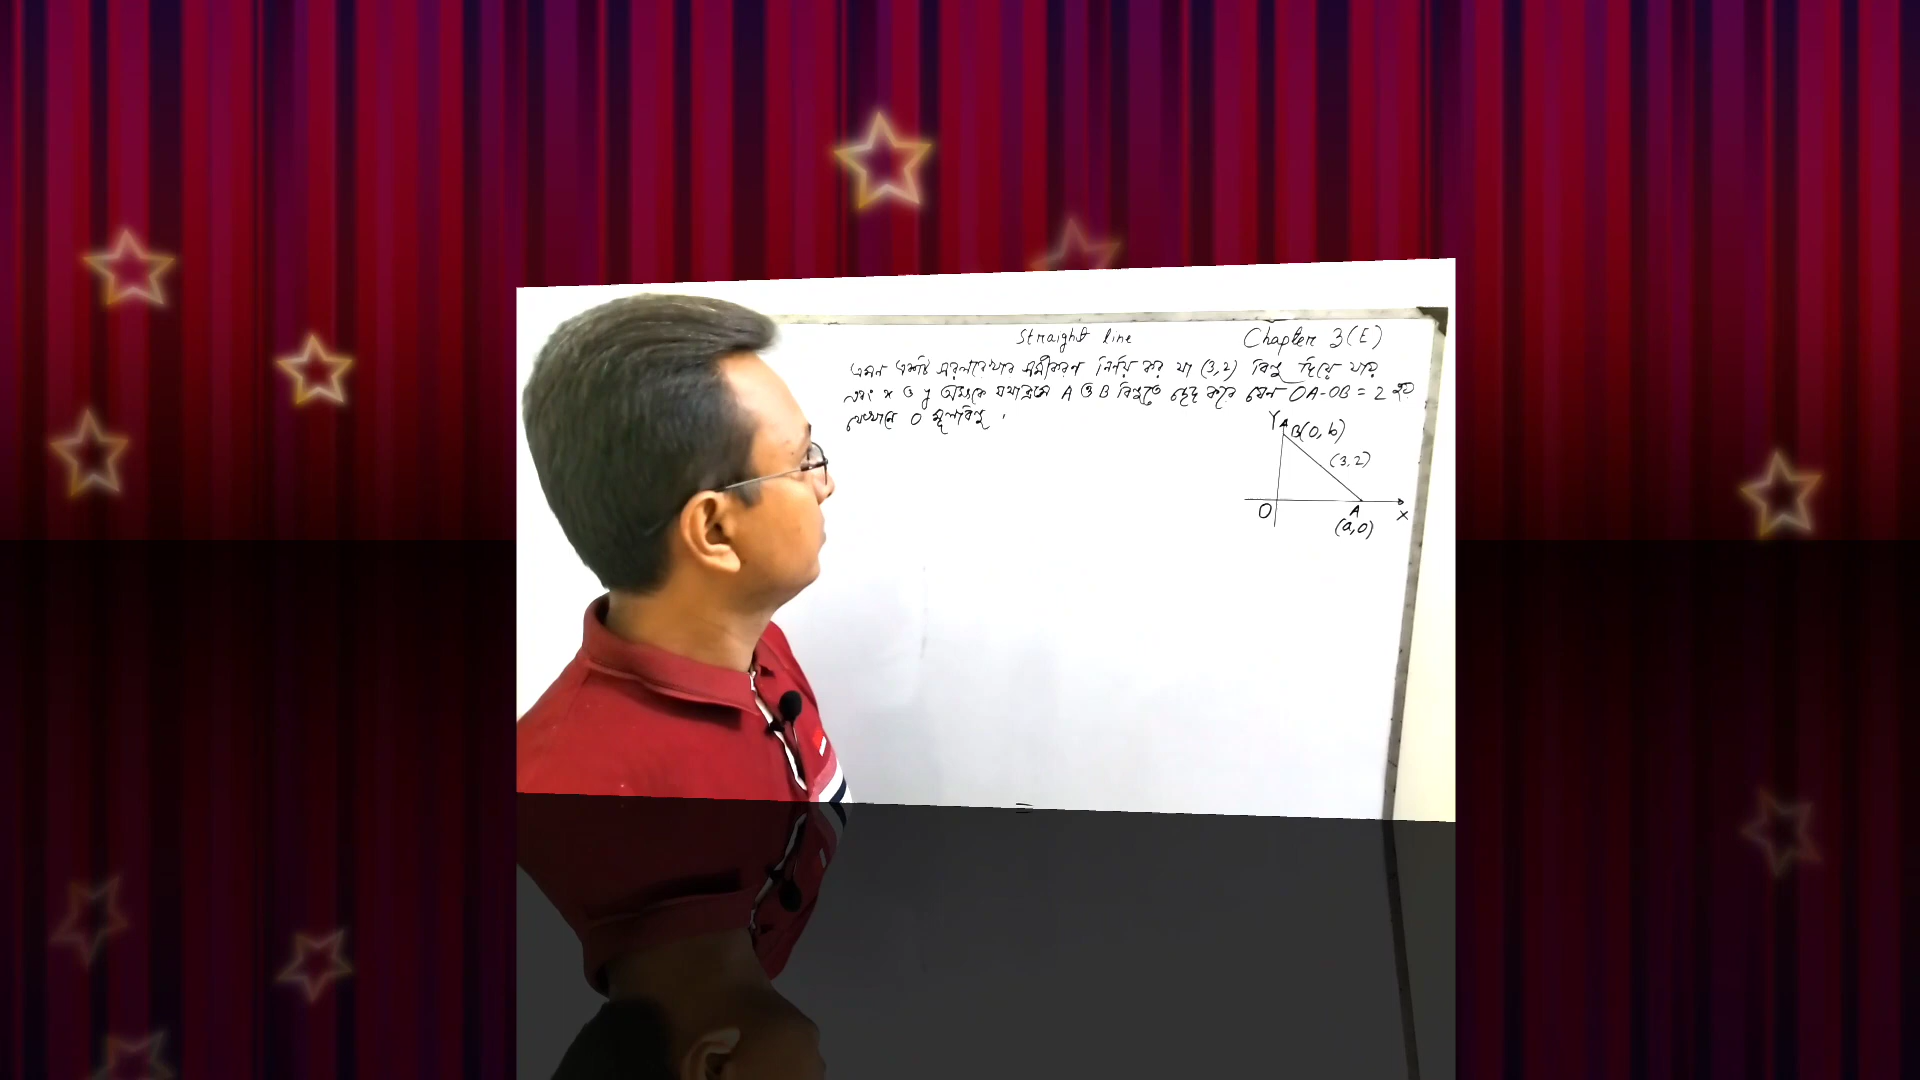 Straight line
Chapter 3(E)
এমন একটি সরলরেখার সমীকরণ নির্ণয় কর যা (3,2) বিন্দু দিয়ে যায়
এবং x ও y অক্ষকে যথাক্রমে A ও B বিন্দুতে ছেদ করে যেন OA-OB = 2 হয়
যেখানে O মূলবিন্দু ।
Y
B(0, b)
(3,2)
O
A
X
(a,0)